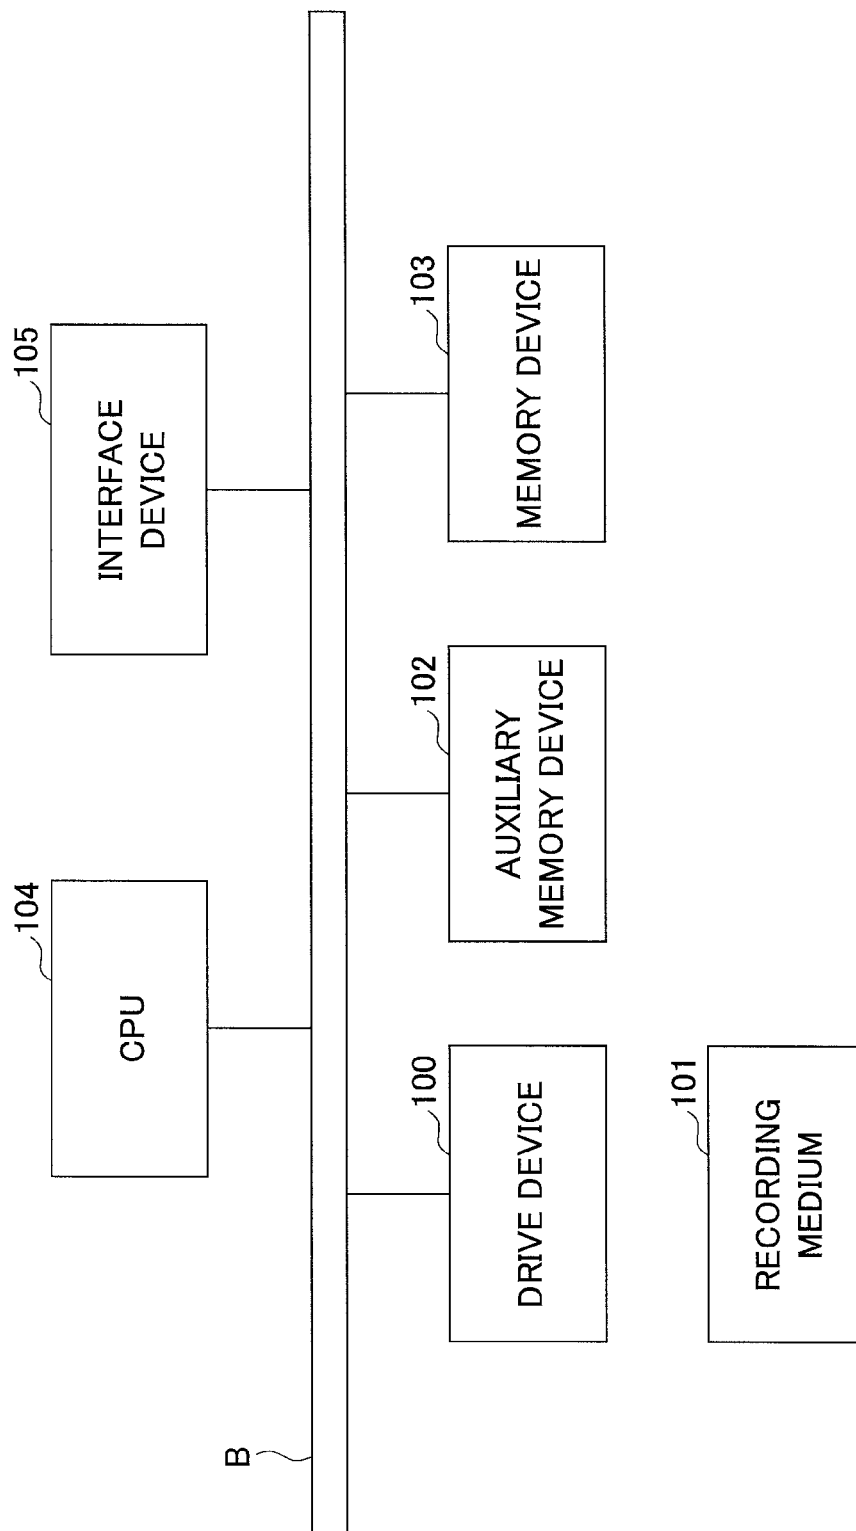 104
CPU
105
INTERFACE
DEVICE
B
100
DRIVE DEVICE
102
AUXILIARY
MEMORY DEVICE
103
MEMORY DEVICE
101
RECORDING
MEDIUM